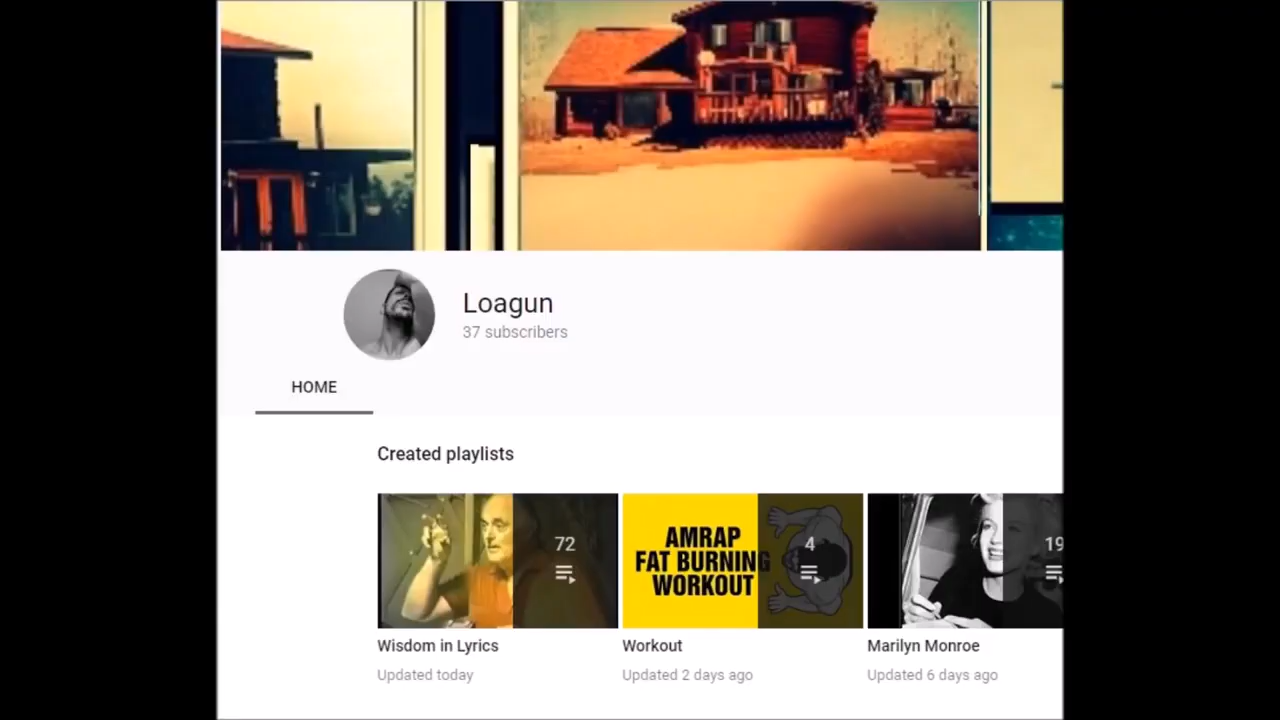 Loagun
37 subscribers
HOME
Created playlists
72
AMRAP
FAT BURNING
WORKOUT
4
19
Wisdom in Lyrics
Workout
Marilyn Monroe
Updated today
Updated 2 days ago
Updated 6 days ago